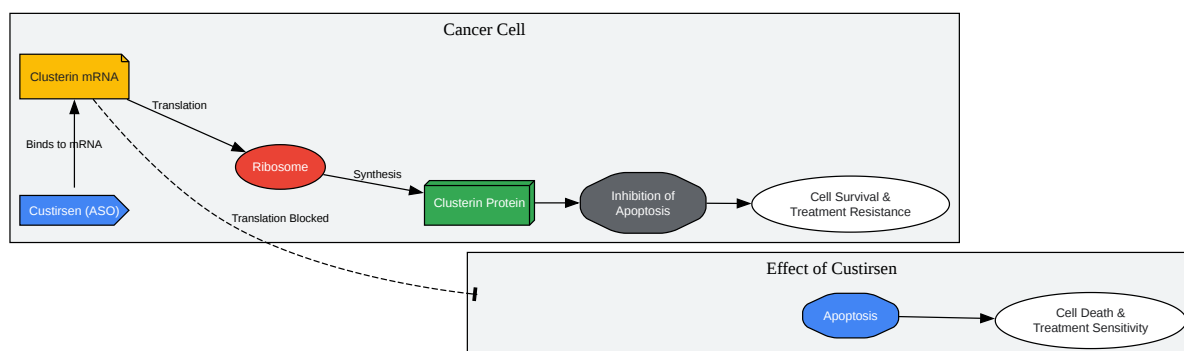 Cancer Cell
Clusterin mRNA
Translation
Binds to mRNA
Ribosome
Synthesis
Custirsen (ASO)
Translation Blocked
Clusterin Protein
Inhibition of
Apoptosis
Cell Survival &
Treatment Resistance
Effect of Custirsen
Apoptosis
Cell Death &
Treatment Sensitivity